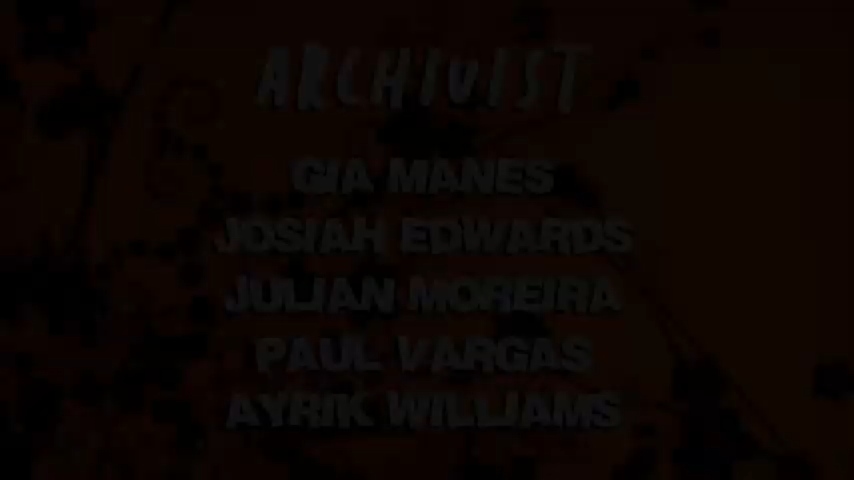 ARCHIVIST
GIA MANES
JOSIAH EDWARDS
JULIAN MOREIRA
PAUL VARGAS
AYRIK WILLIAMS